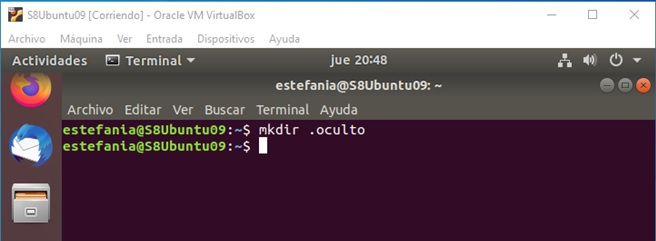 S8Ubuntu09 [Corriendo] - Oracle VM VirtualBox
Archivo Máquina Ver Entrada Dispositivos Ayuda
Actividades Terminal jue 20:48
estefania@S8Ubuntu09: ~
Archivo Editar Ver Buscar Terminal Ayuda
estefania@S8Ubuntu09:~$ mkdir .oculto
estefania@S8Ubuntu09:~$